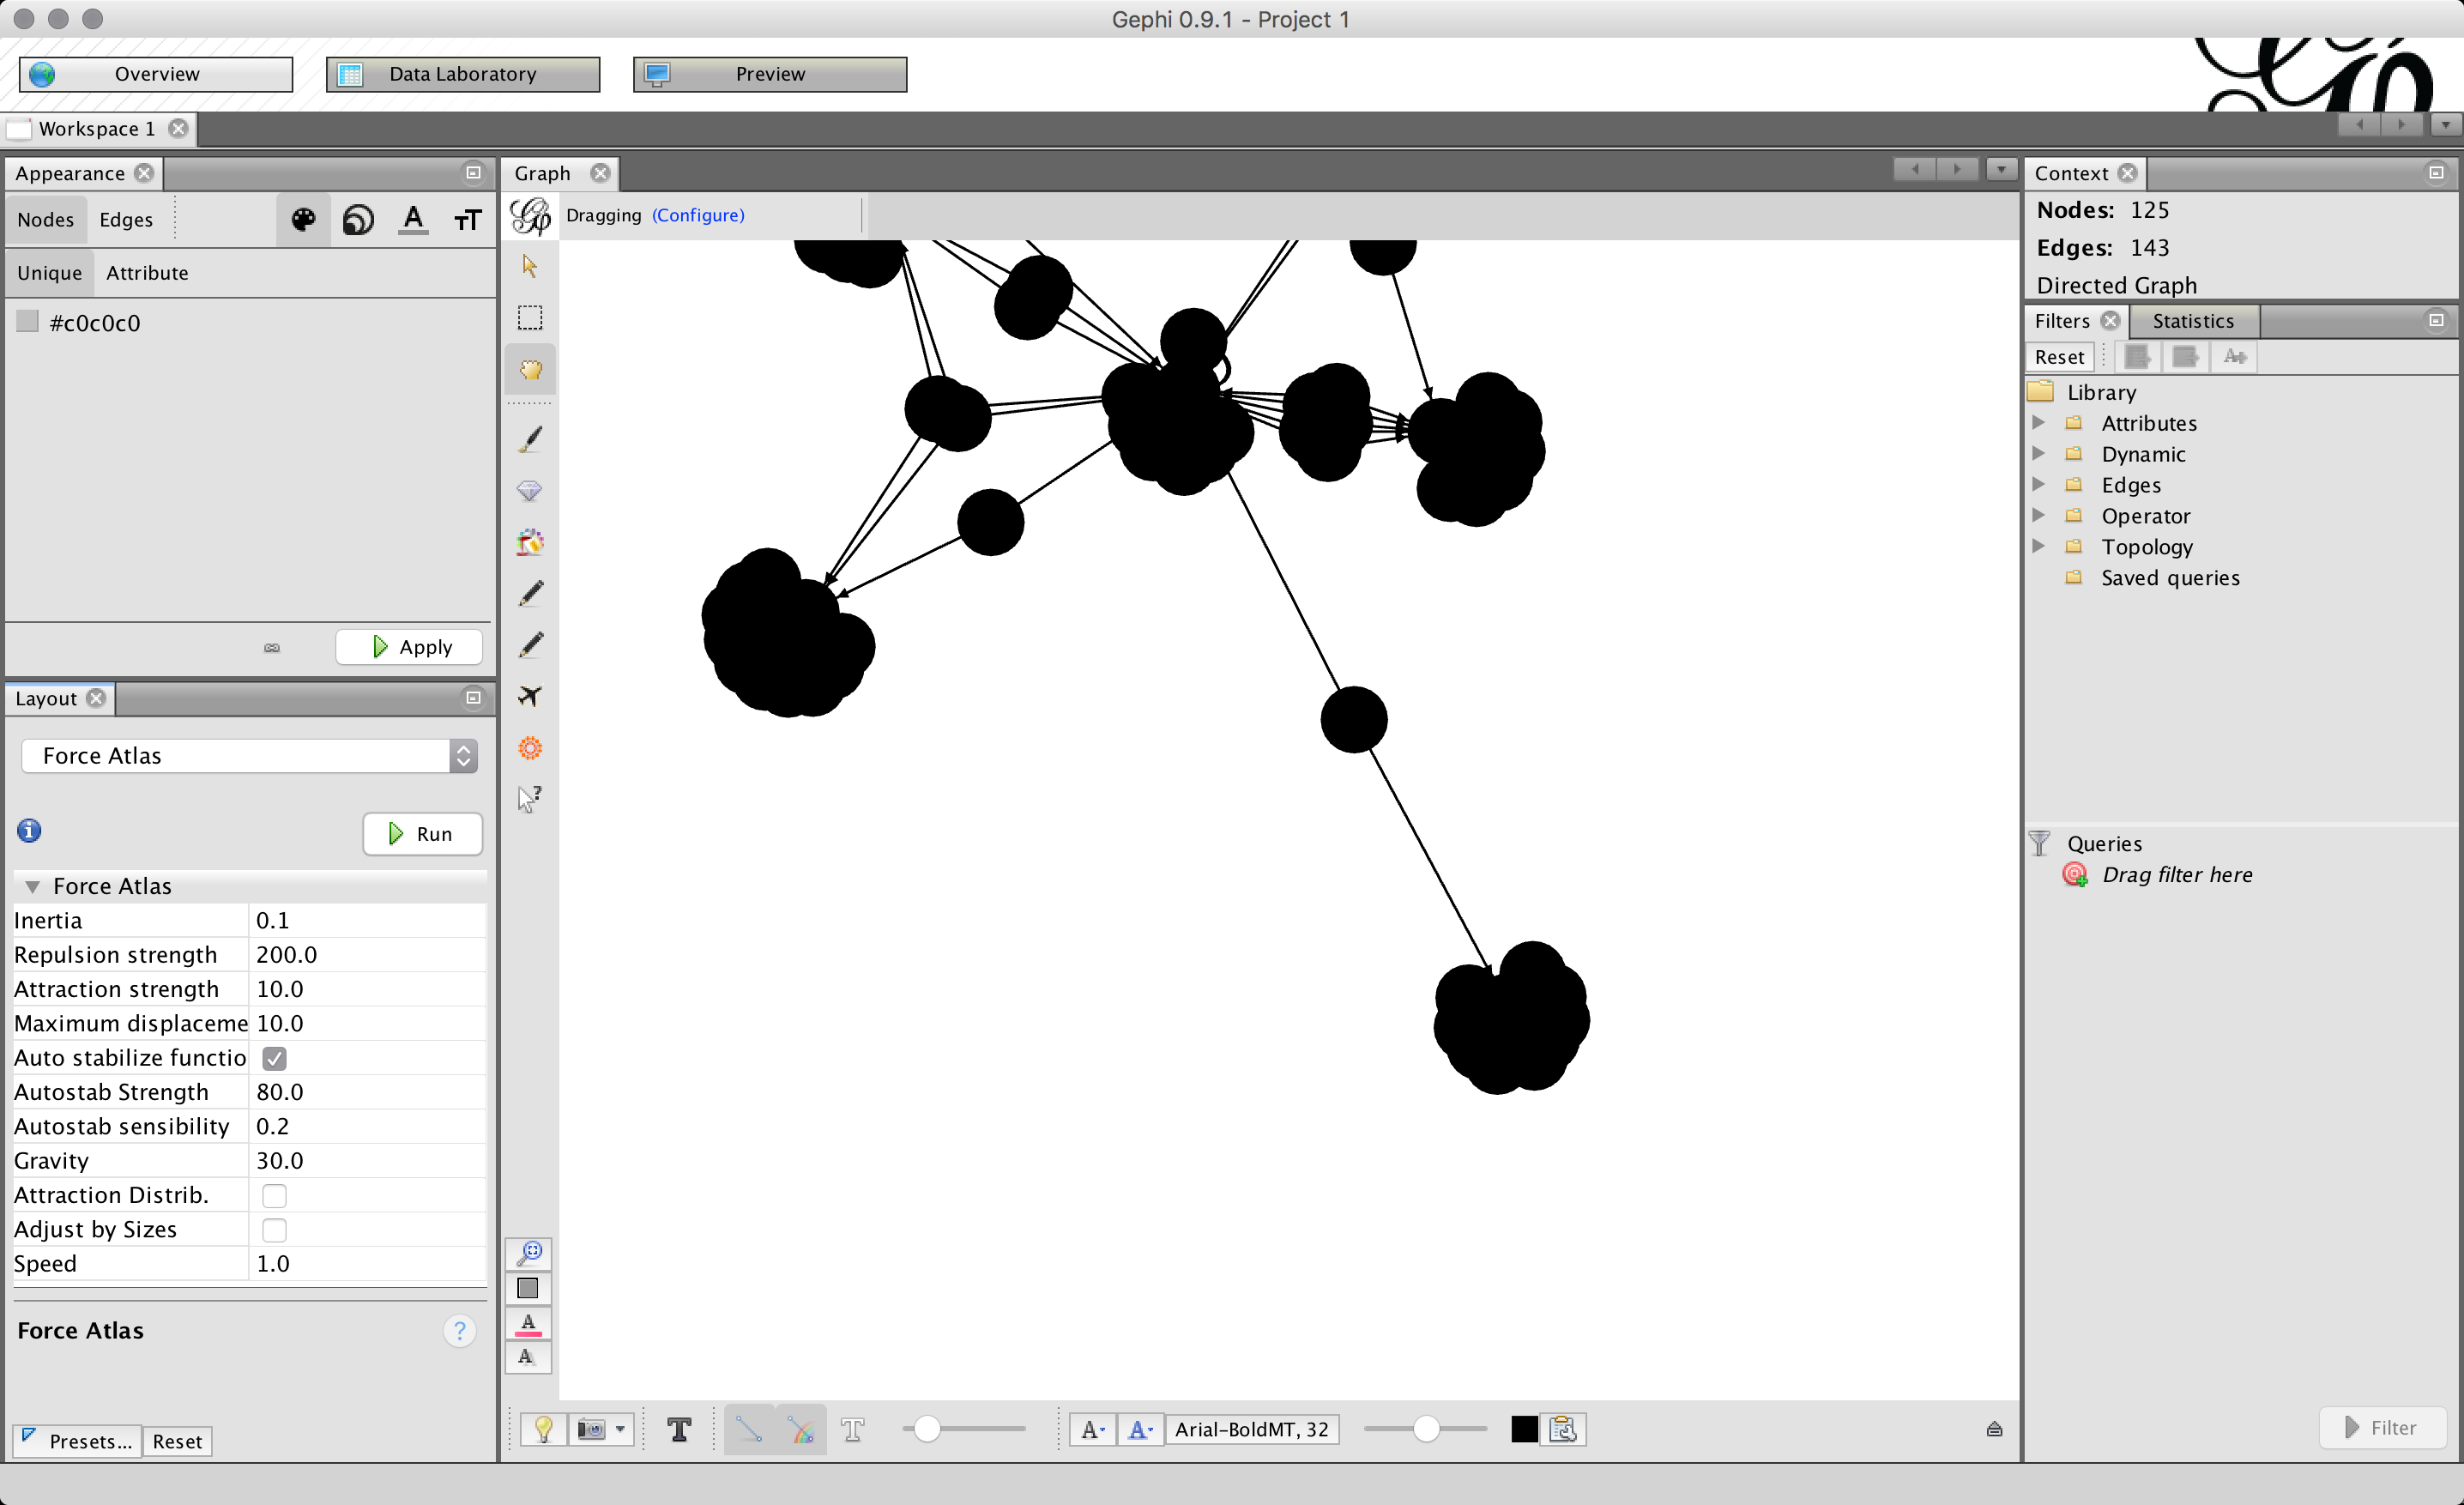 Gephi 0.9.1 - Project 1
Overview
Data Laboratory
Preview
Workspace 1
Appearance
Nodes
Edges
Unique
Attribute
#c0c0c0
Apply
Layout
Force Atlas
Run
Force Atlas
Inertia 0.1
Repulsion strength 200.0
Attraction strength 10.0
Maximum displaceme 10.0
Auto stabilize functio
Autostab Strength 80.0
Autostab sensibility 0.2
Gravity 30.0
Attraction Distrib.
Adjust by Sizes
Speed 1.0
Force Atlas
?
Presets...
Reset
Graph
Dragging (Configure)
Arial-BoldMT, 32
Context
Nodes: 125
Edges: 143
Directed Graph
Filters
Statistics
Reset
Library
Attributes
Dynamic
Edges
Operator
Topology
Saved queries
Queries
Drag filter here
Filter